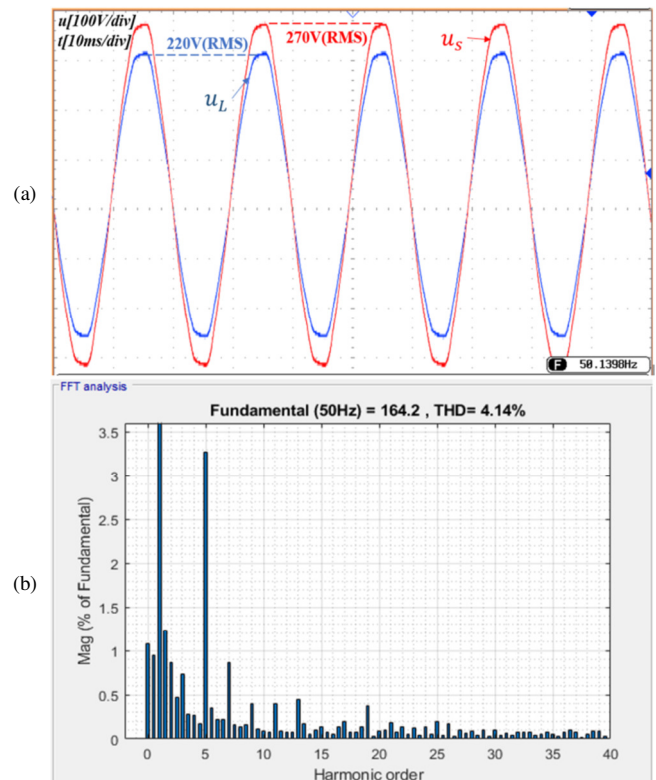 u[100V/div]
t[10ms/div]
220V(RMS)
270V(RMS)
u_S
u_L
(a)
F 50.1398Hz
FFT analysis
Fundamental (50Hz) = 164.2 , THD= 4.14%
3.5
3
2.5
2
1.5
1
0.5
0
Mag (% of Fundamental)
(b)
0 5 10 15 20 25 30 35 40
Harmonic order